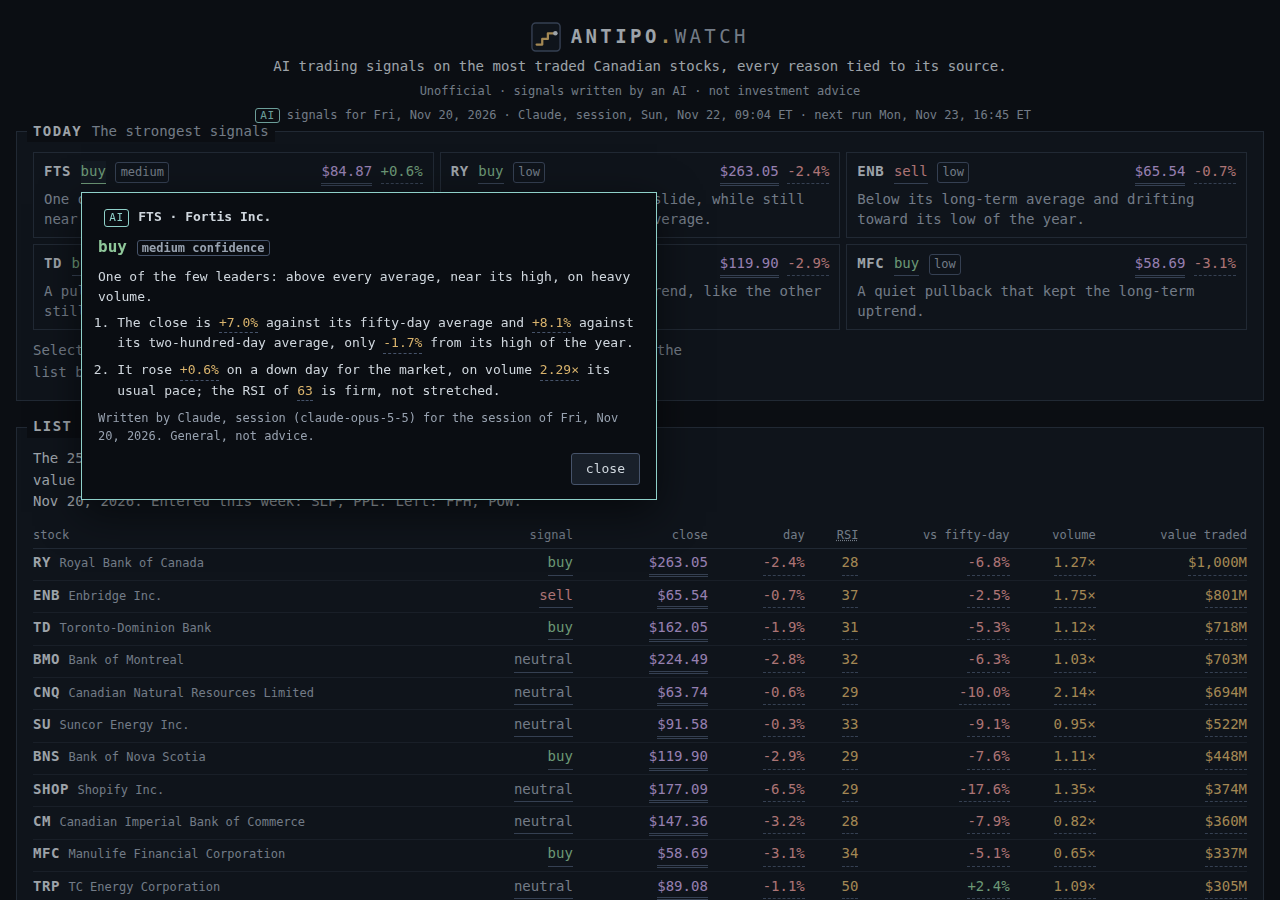 ANTIPO.WATCH
AI trading signals on the most traded Canadian stocks, every reason tied to its source.
Unofficial · signals written by an AI · not investment advice
AI signals for Fri, Nov 20, 2026 · Claude, session, Sun, Nov 22, 09:04 ET · next run Mon, Nov 23, 16:45 ET
TODAY The strongest signals
FTS buy medium $84.87 +0.6%
One
near
RY buy low $263.05 -2.4%
slide, while still
ENB sell low $65.54 -0.7%
Below its long-term average and drifting
toward its low of the year.
TD
$119.90 -2.9%
like the other
MFC buy low $58.69 -3.1%
A quiet pullback that kept the long-term
uptrend.
Select
the
list
AI FTS · Fortis Inc.
buy medium confidence
One of the few leaders: above every average, near its high, on heavy
volume.
1. The close is +7.0% against its fifty-day average and +8.1% against
its two-hundred-day average, only -1.7% from its high of the year.
2. It rose +0.6% on a down day for the market, on volume 2.29× its
usual pace; the RSI of 63 is firm, not stretched.
Written by Claude, session (claude-opus-5-5) for the session of Fri, Nov
20, 2026. General, not advice.
close
LIST
The 25
value
Nov 20, 2026. Entered this week: SLF, PPL. Left: FFH, POW.
stock signal close day RSI vs fifty-day volume value traded
RY Royal Bank of Canada buy $263.05 -2.4% 28 -6.8% 1.27× $1,000M
ENB Enbridge Inc. sell $65.54 -0.7% 37 -2.5% 1.75× $801M
TD Toronto-Dominion Bank buy $162.05 -1.9% 31 -5.3% 1.12× $718M
BMO Bank of Montreal neutral $224.49 -2.8% 32 -6.3% 1.03× $703M
CNQ Canadian Natural Resources Limited neutral $63.74 -0.6% 29 -10.0% 2.14× $694M
SU Suncor Energy Inc. neutral $91.58 -0.3% 33 -9.1% 0.95× $522M
BNS Bank of Nova Scotia buy $119.90 -2.9% 29 -7.6% 1.11× $448M
SHOP Shopify Inc. neutral $177.09 -6.5% 29 -17.6% 1.35× $374M
CM Canadian Imperial Bank of Commerce neutral $147.36 -3.2% 28 -7.9% 0.82× $360M
MFC Manulife Financial Corporation buy $58.69 -3.1% 34 -5.1% 0.65× $337M
TRP TC Energy Corporation neutral $89.08 -1.1% 50 +2.4% 1.09× $305M